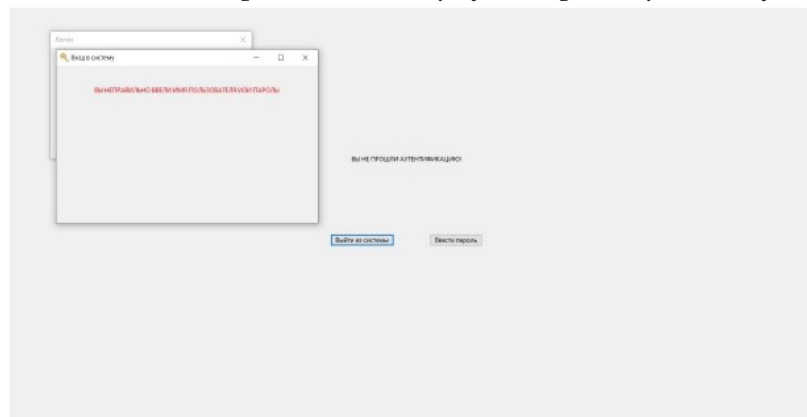 Вход в систему
ВЫ НЕПРАВИЛЬНО ВВЕЛИ ИМЯ ПОЛЬЗОВАТЕЛЯ ИЛИ ПАРОЛЬ!
ВЫ НЕ ПРОШЛИ АУТЕНТИФИКАЦИЮ!
Выйти из системы
Ввести пароль